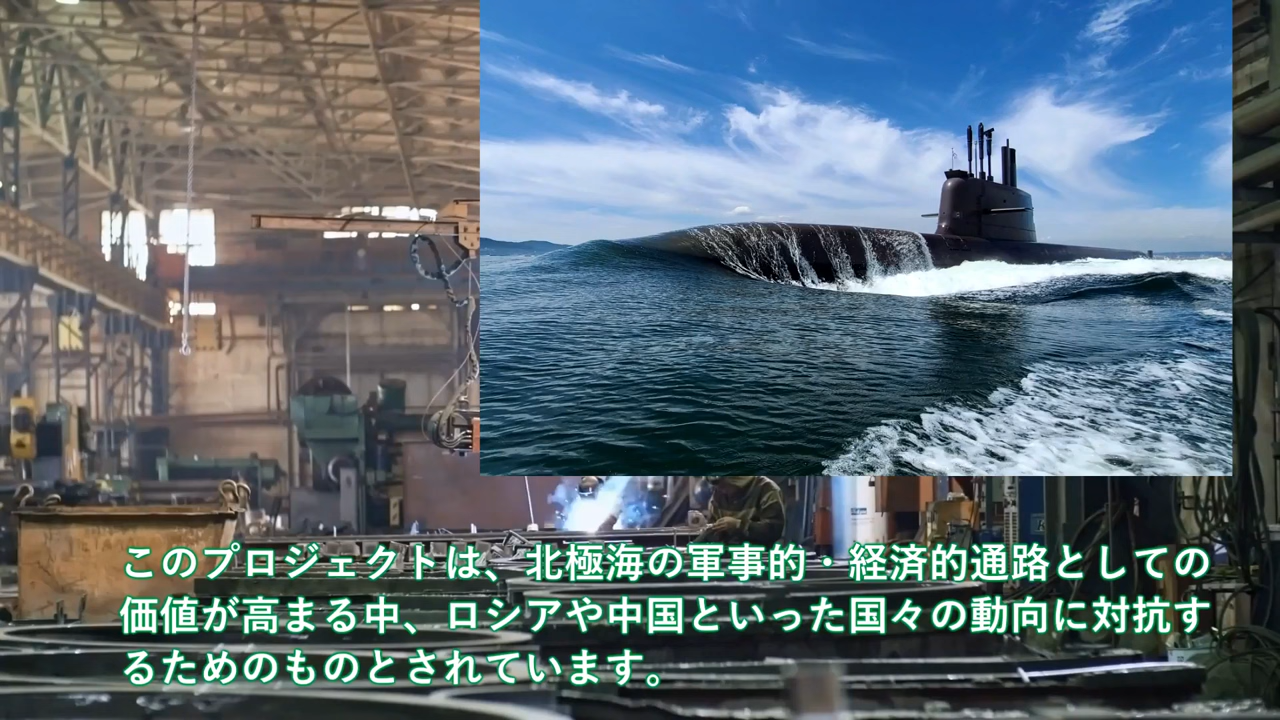 このプロジェクトは、北極海の軍事的・経済的通路としての
価値が高まる中、ロシアや中国といった国々の動向に対抗す
るためのものとされています。